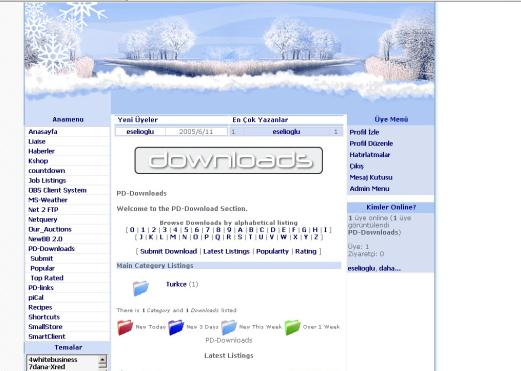 Anamenu
Anasayfa
Liaise
Haberler
Kshop
countdown
Job Listings
OBS Client System
MS-Weather
Net 2 FTP
Netquery
Our_Auctions
NewBB 2.0
PD-Downloads
Submit
Popular
Top Rated
PD-links
piCal
Recipes
Shortcuts
SmallStore
SmartClient
Temalar
4whitebusiness
7dana-Xred
Yeni Üyeler
En Çok Yazanlar
eselioglu 2005/6/11 1 eselioglu 1
downloads
PD-Downloads
Welcome to the PD-Download Section.
Browse Downloads by alphabetical listing
[ 0 | 1 | 2 | 3 | 4 | 5 | 6 | 7 | 8 | 9 | A | B | C | D | E | F | G | H | I ]
[ J | K | L | M | N | O | P | Q | R | S | T | U | V | W | X | Y | Z ]
[ Submit Download | Latest Listings | Popularity | Rating ]
Main Category Listings
Turkce (1)
There is 1 Category and 1 Downloads listed
New Today New 3 Days New This Week Over 1 Week
PD-Downloads
Latest Listings
Üye Menü
Profil İzle
Profil Düzenle
Hatırlatmalar
Çıkış
Mesaj Kutusu
Admin Menu
Kimler Online?
1 üye online (1 üye
görüntülendi
PD-Downloads)
Üye: 1
Ziyaretçi: 0
eselioglu, daha...